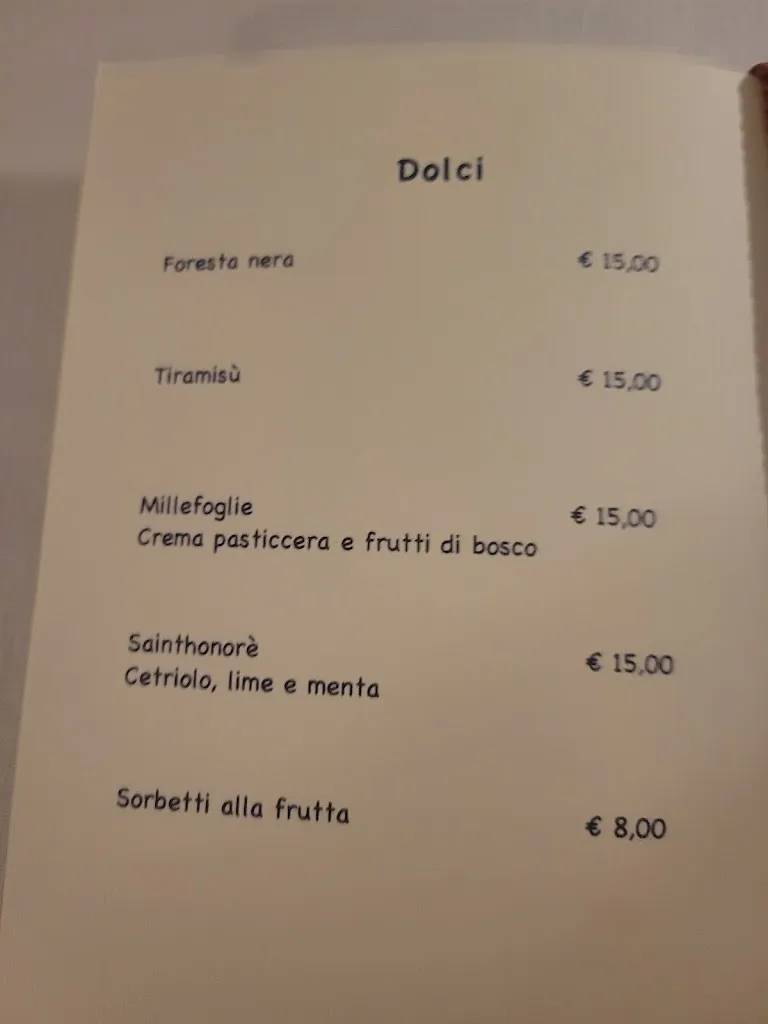 Dolci
Foresta nera € 15,00
Tiramisù € 15,00
Millefoglie € 15,00
Crema pasticcera e frutti di bosco
Sainthonorè € 15,00
Cetriolo, lime e menta
Sorbetti alla frutta € 8,00